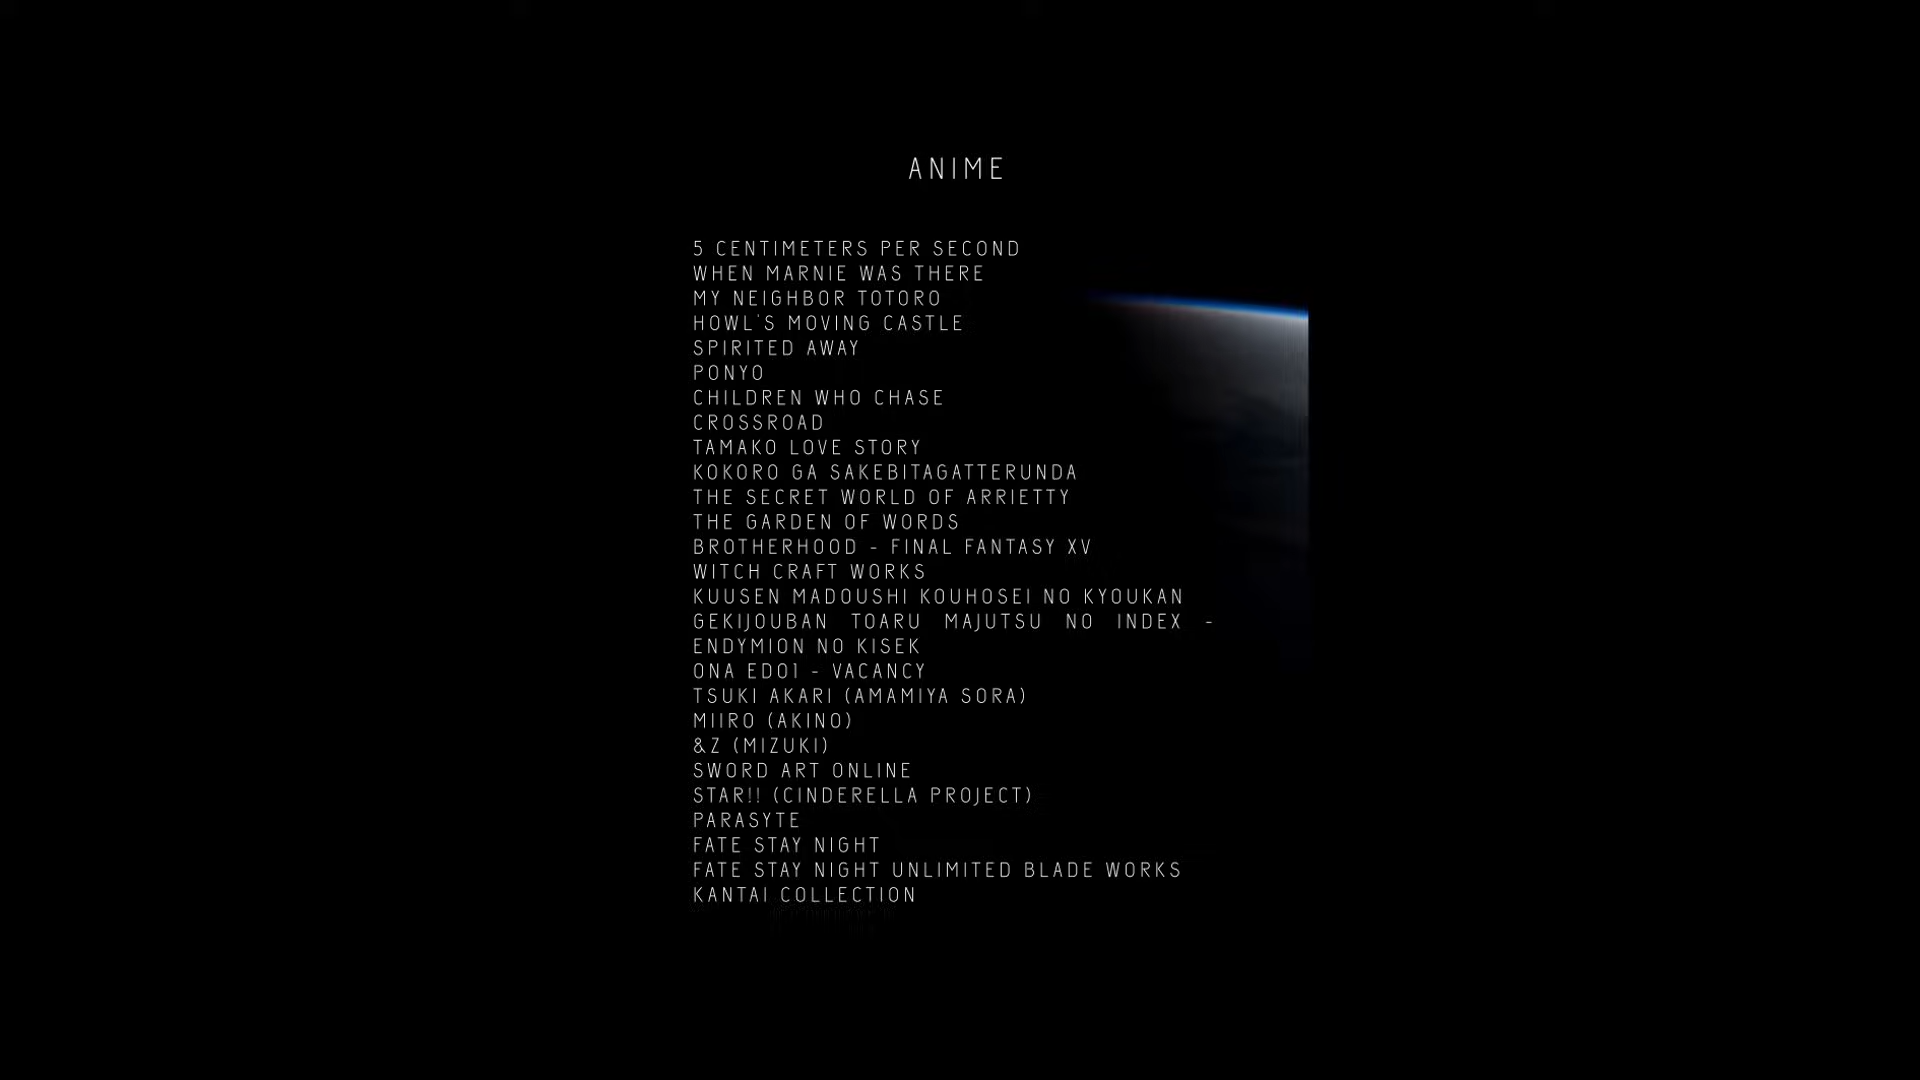 ANIME
5 CENTIMETERS PER SECOND
WHEN MARNIE WAS THERE
MY NEIGHBOR TOTORO
HOWL'S MOVING CASTLE
SPIRITED AWAY
PONYO
CHILDREN WHO CHASE
CROSSROAD
TAMAKO LOVE STORY
KOKORO GA SAKEBITAGATTERUNDA
THE SECRET WORLD OF ARRIETTY
THE GARDEN OF WORDS
BROTHERHOOD - FINAL FANTASY XV
WITCH CRAFT WORKS
KUUSEN MADOUSHI KOUHOSEI NO KYOUKAN
GEKIJOUBAN TOARU MAJUTSU NO INDEX -
ENDYMION NO KISEK
ONA ED01 - VACANCY
TSUKI AKARI (AMAMIYA SORA)
MIIRO (AKINO)
&Z (MIZUKI)
SWORD ART ONLINE
STAR!! (CINDERELLA PROJECT)
PARASYTE
FATE STAY NIGHT
FATE STAY NIGHT UNLIMITED BLADE WORKS
KANTAI COLLECTION